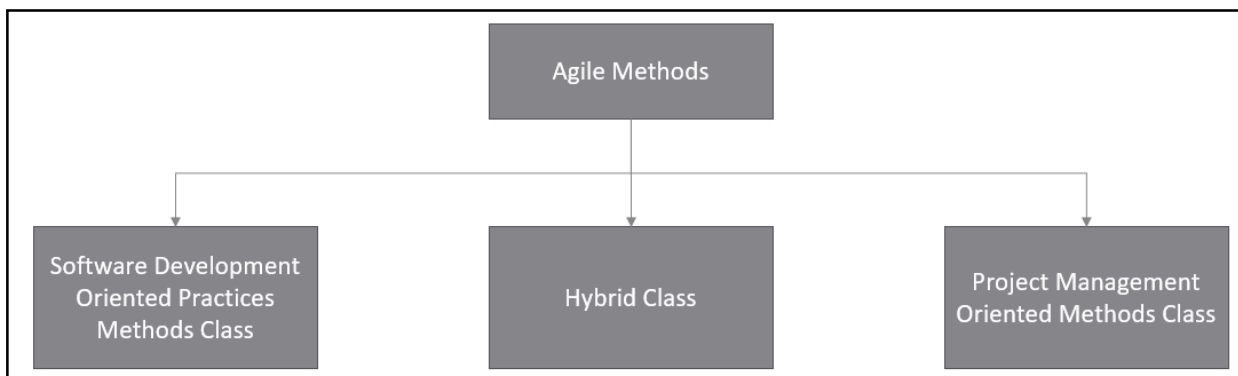 Agile Methods
Software Development
Oriented Practices
Methods Class
Hybrid Class
Project Management
Oriented Methods Class